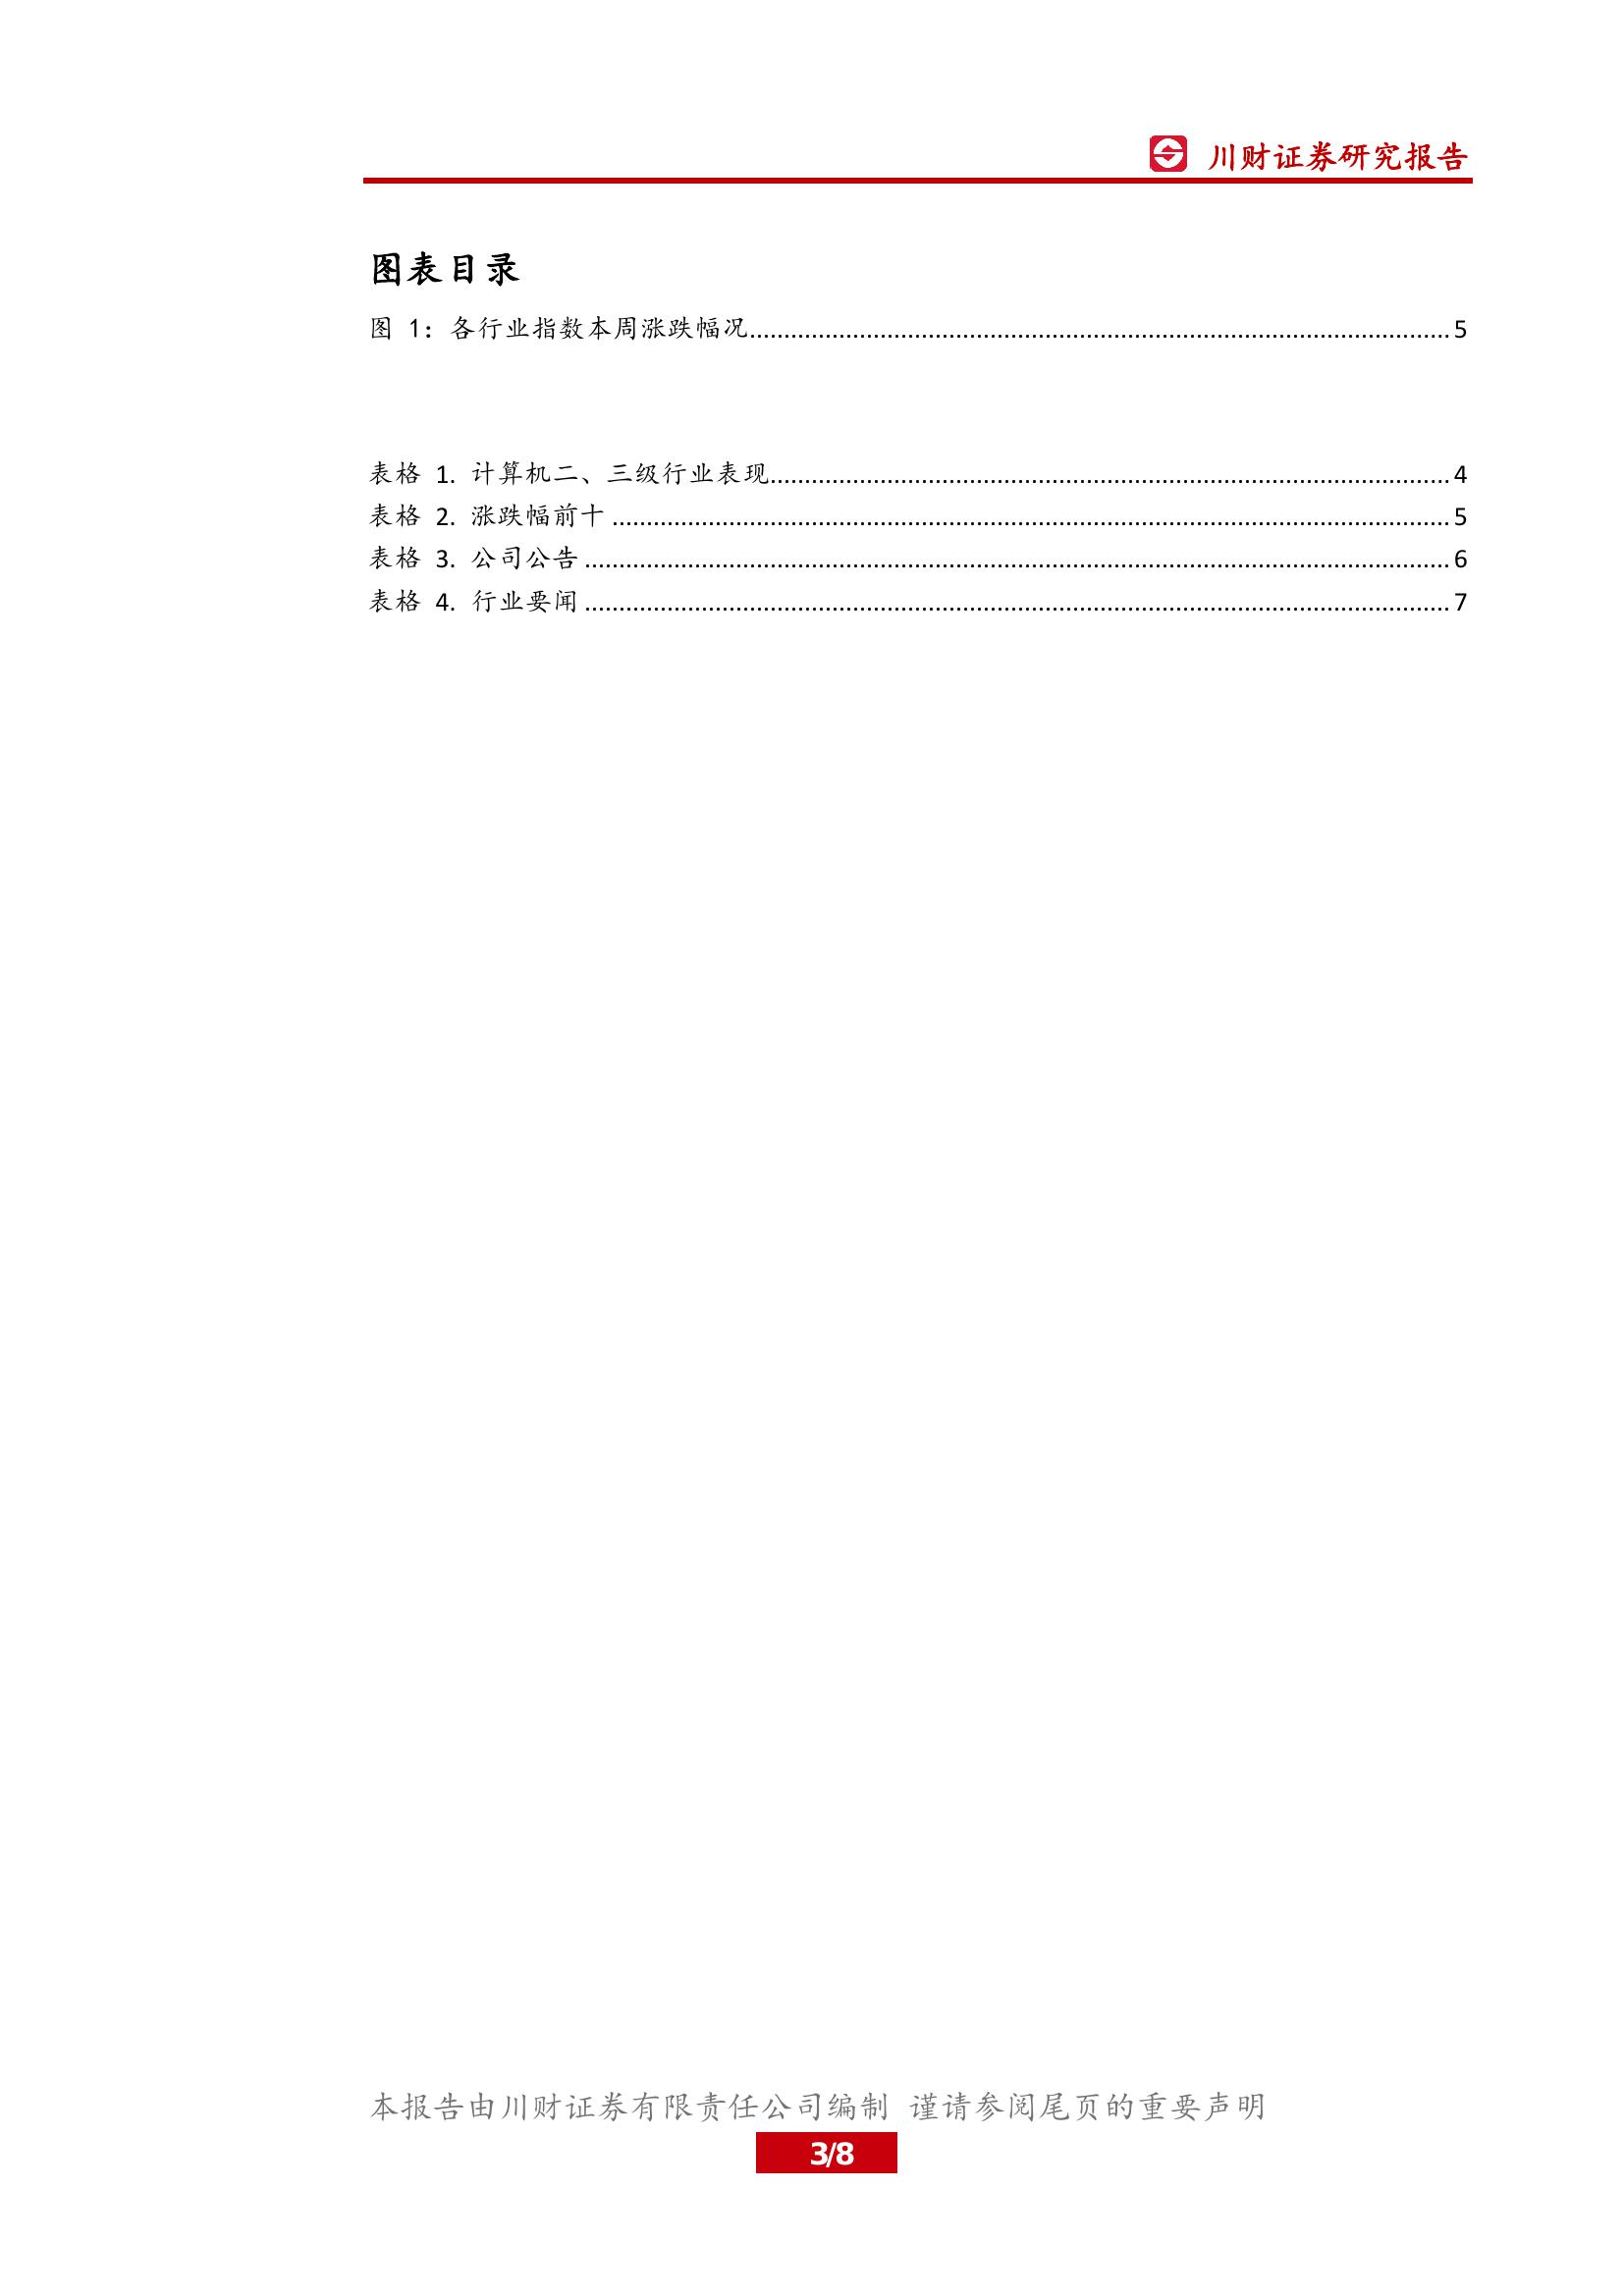 川财证券研究报告
图表目录
图 1：各行业指数本周涨跌幅况........................................5
表格 1. 计算机二、三级行业表现........................................4
表格 2. 涨跌幅前十........................................5
表格 3. 公司公告........................................6
表格 4. 行业要闻........................................7
本报告由川财证券有限责任公司编制 谨请参阅尾页的重要声明
3/8